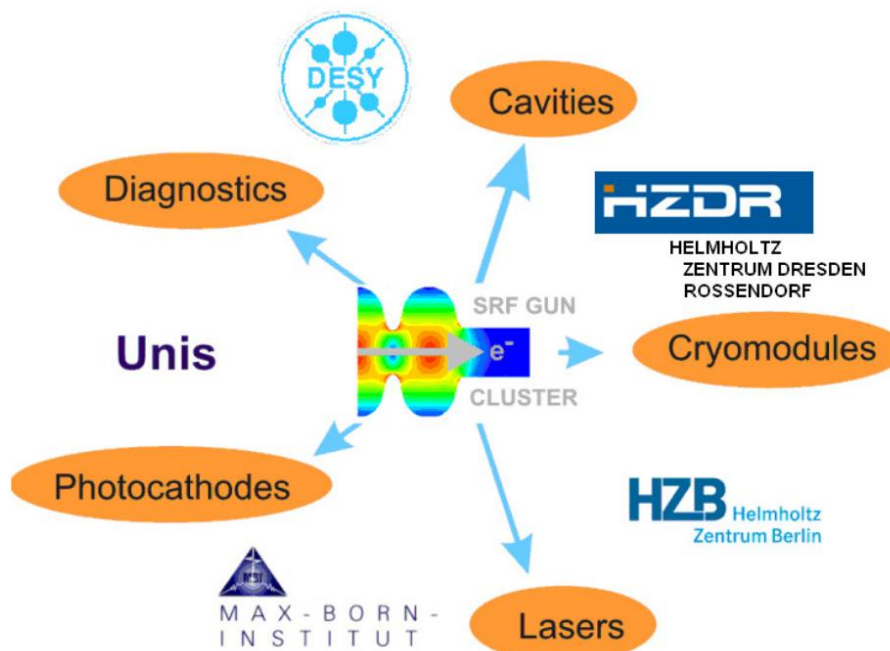 DESY
Cavities
Diagnostics
HZDR
HELMHOLTZ
ZENTRUM DRESDEN
ROSSENDORF
SRF GUN
Unis
e-
Cryomodules
CLUSTER
Photocathodes
HZB Helmholtz
Zentrum Berlin
MBI
MAX-BORN-
INSTITUT
Lasers